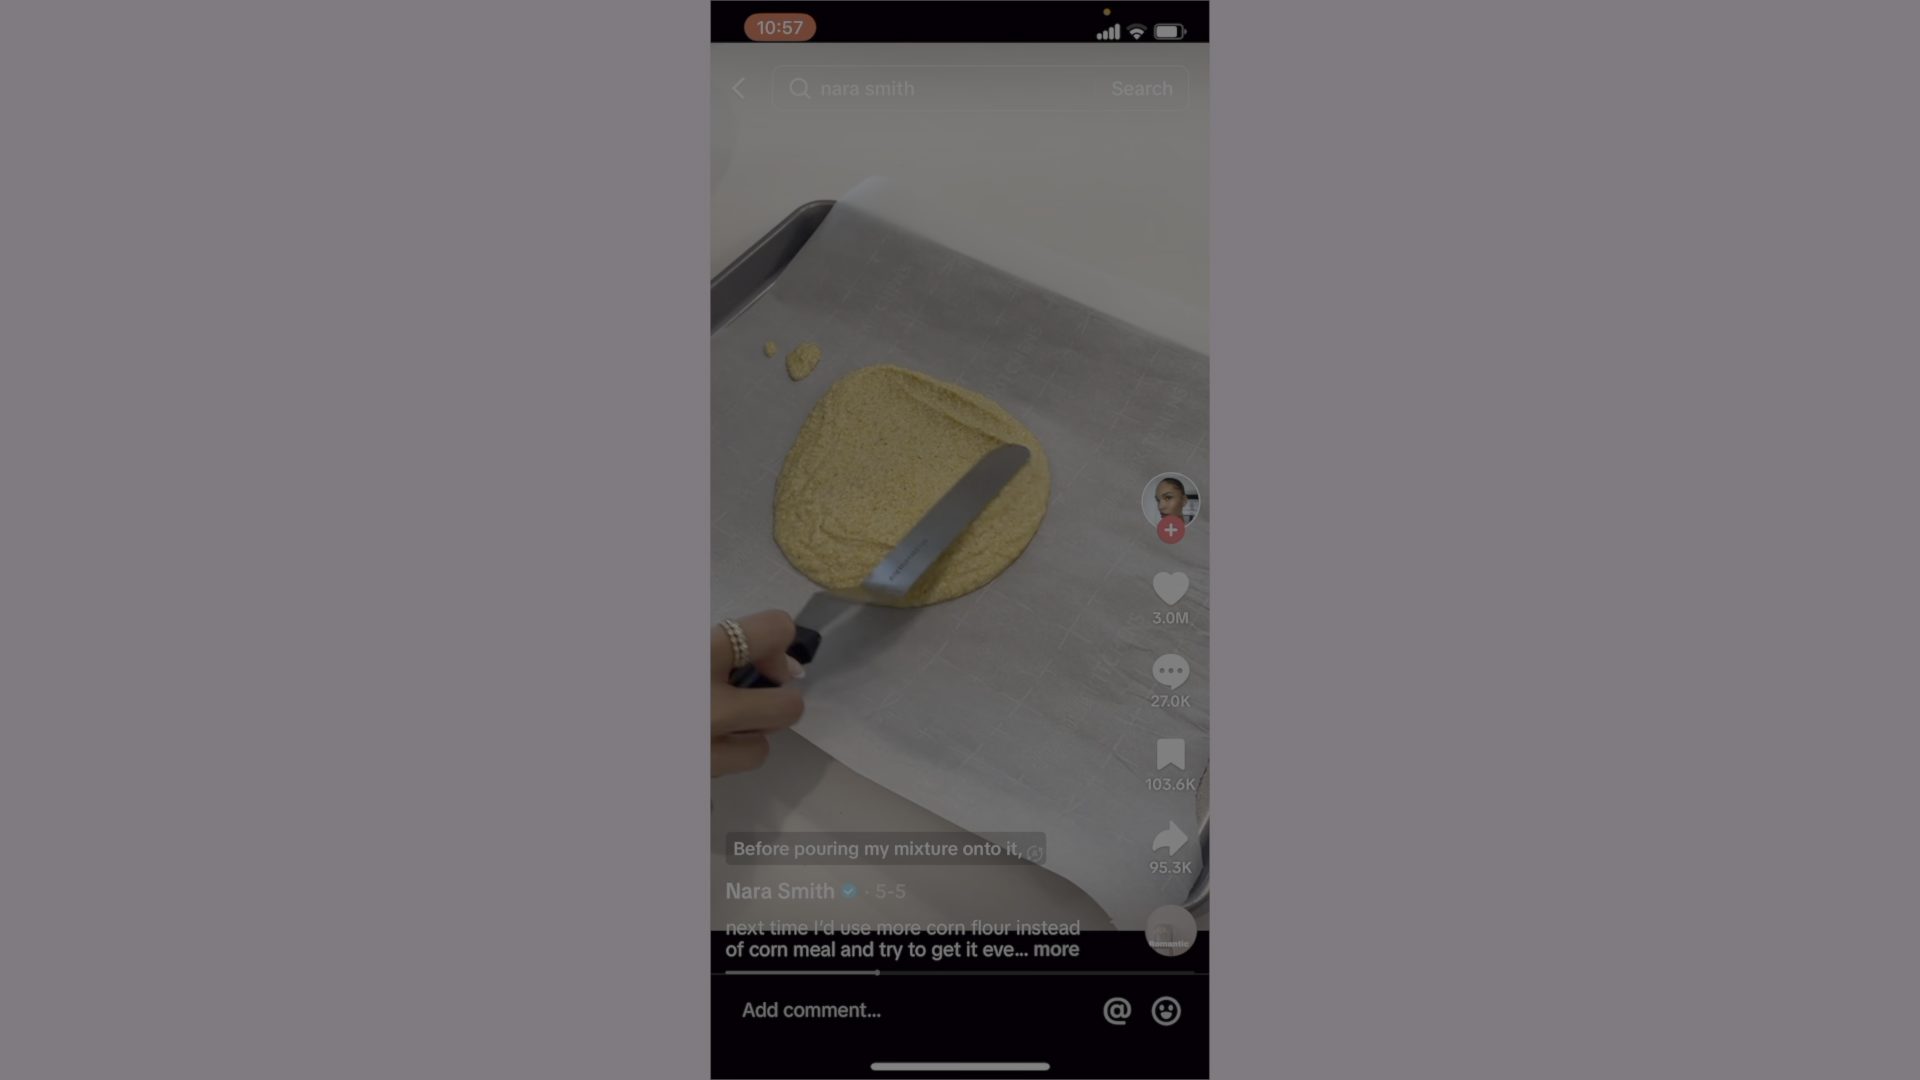 10:57
nara smith
Search
3.0M
27.0K
103.6K
95.3K
Before pouring my mixture onto it,
Nara Smith · 5-5
next time I'd use more corn flour instead
of corn meal and try to get it eve... more
Romantic
Add comment...
@